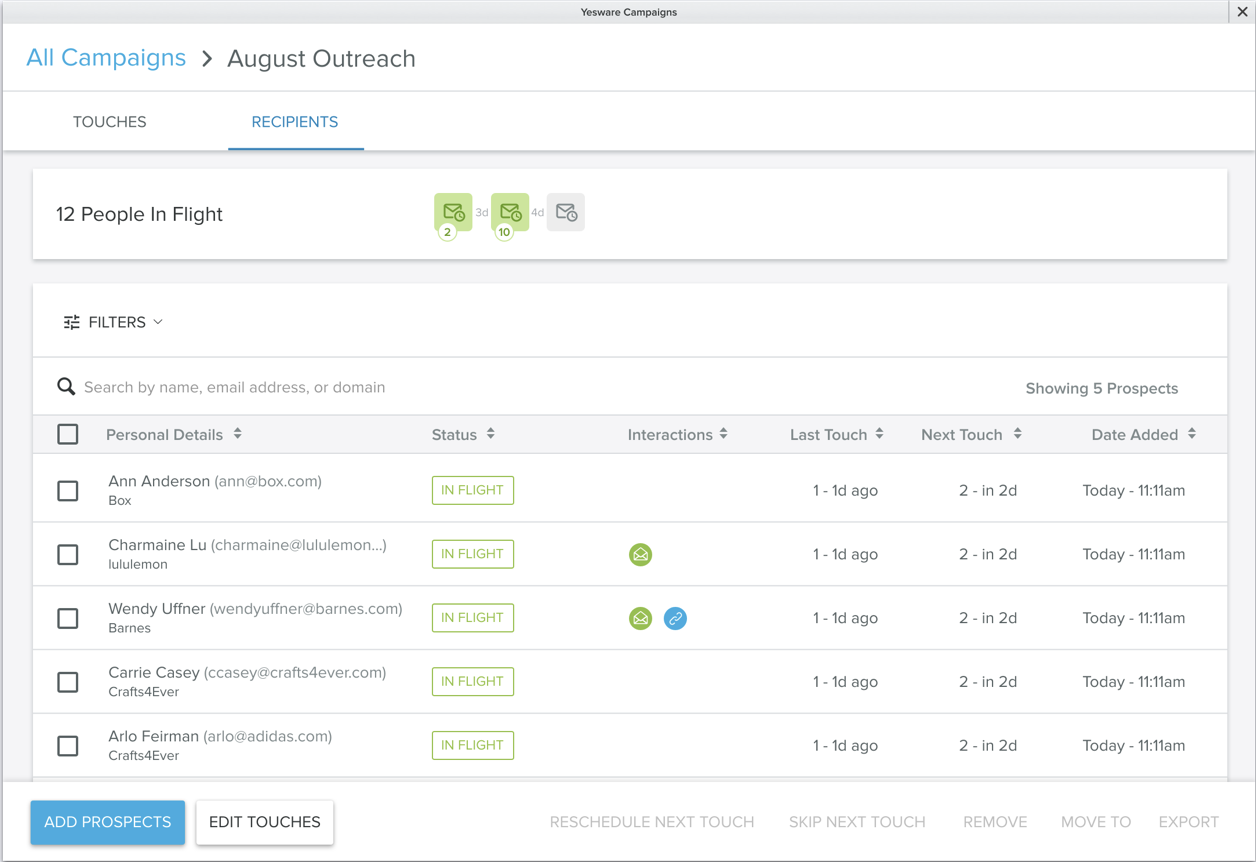 Yesware Campaigns
All Campaigns > August Outreach
TOUCHES RECIPIENTS
12 People In Flight
3d 4d
2 10
FILTERS
Search by name, email address, or domain
Showing 5 Prospects
Personal Details Status Interactions Last Touch Next Touch Date Added
Ann Anderson (ann@box.com) IN FLIGHT 1 - 1d ago 2 - in 2d Today - 11:11am
Box
Charmaine Lu (charmaine@lululemon...) IN FLIGHT 1 - 1d ago 2 - in 2d Today - 11:11am
lululemon
Wendy Uffner (wendyuffner@barnes.com) IN FLIGHT 1 - 1d ago 2 - in 2d Today - 11:11am
Barnes
Carrie Casey (ccasey@crafts4ever.com) IN FLIGHT 1 - 1d ago 2 - in 2d Today - 11:11am
Crafts4Ever
Arlo Feirman (arlo@adidas.com) IN FLIGHT 1 - 1d ago 2 - in 2d Today - 11:11am
Crafts4Ever
ADD PROSPECTS EDIT TOUCHES RESCHEDULE NEXT TOUCH SKIP NEXT TOUCH REMOVE MOVE TO EXPORT